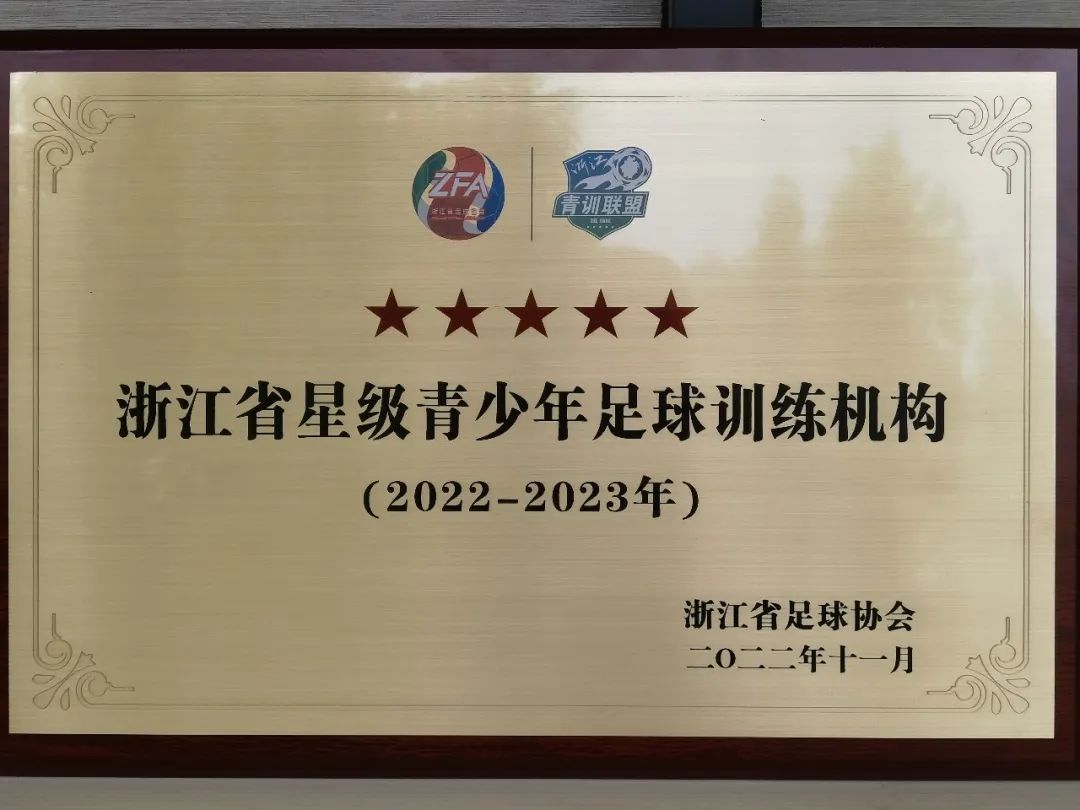 ZFA
浙江
青训联盟
★★★★★
浙江省星级青少年足球训练机构
(2022-2023年)
浙江省足球协会
二〇二二年十一月